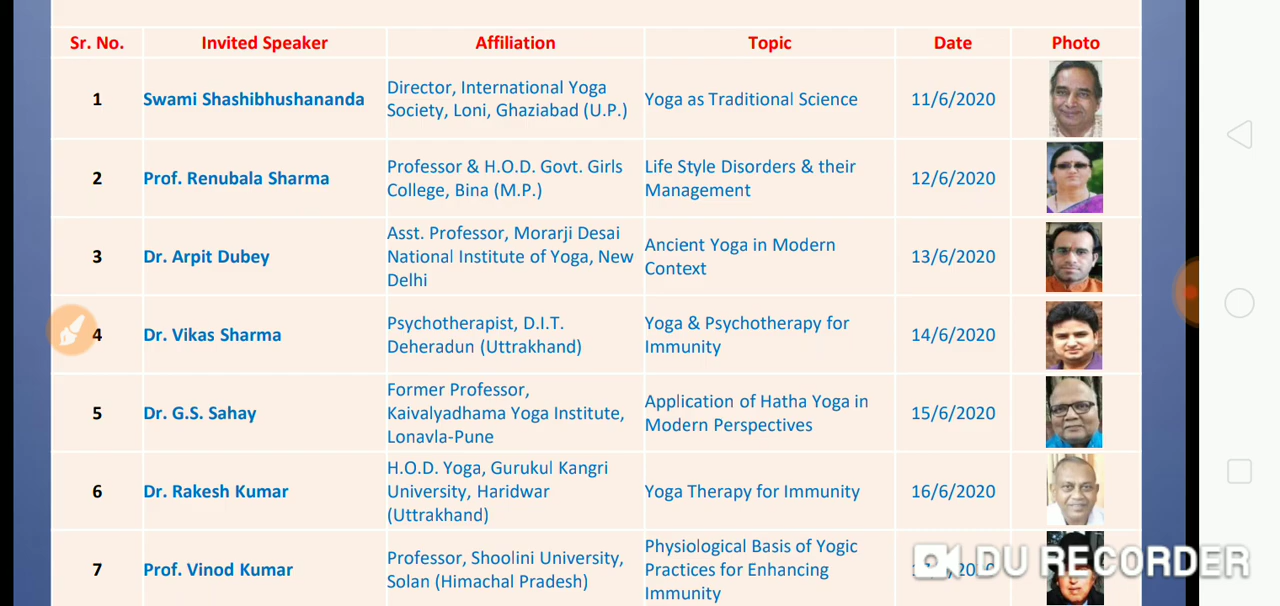 Sr. No. Invited Speaker Affiliation Topic Date Photo
1 Swami Shashibhushananda Director, International Yoga Society, Loni, Ghaziabad (U.P.) Yoga as Traditional Science 11/6/2020
2 Prof. Renubala Sharma Professor & H.O.D. Govt. Girls College, Bina (M.P.) Life Style Disorders & their Management 12/6/2020
3 Dr. Arpit Dubey Asst. Professor, Morarji Desai National Institute of Yoga, New Delhi Ancient Yoga in Modern Context 13/6/2020
4 Dr. Vikas Sharma Psychotherapist, D.I.T. Deheradun (Uttrakhand) Yoga & Psychotherapy for Immunity 14/6/2020
5 Dr. G.S. Sahay Former Professor, Kaivalyadhama Yoga Institute, Lonavla-Pune Application of Hatha Yoga in Modern Perspectives 15/6/2020
6 Dr. Rakesh Kumar H.O.D. Yoga, Gurukul Kangri University, Haridwar (Uttrakhand) Yoga Therapy for Immunity 16/6/2020
7 Prof. Vinod Kumar Professor, Shoolini University, Solan (Himachal Pradesh) Physiological Basis of Yogic Practices for Enhancing Immunity
DU RECORDER